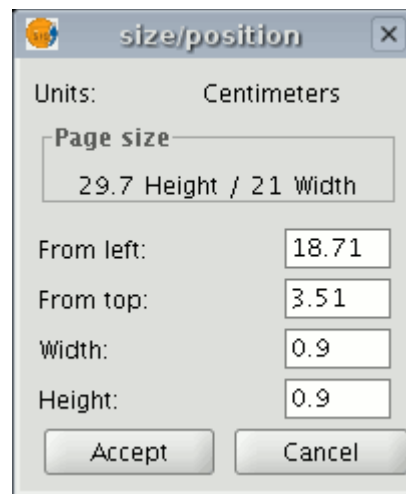 size/position
Units: Centimeters
Page size
29.7 Height / 21 Width
From left: 18.71
From top: 3.51
Width: 0.9
Height: 0.9
Accept Cancel